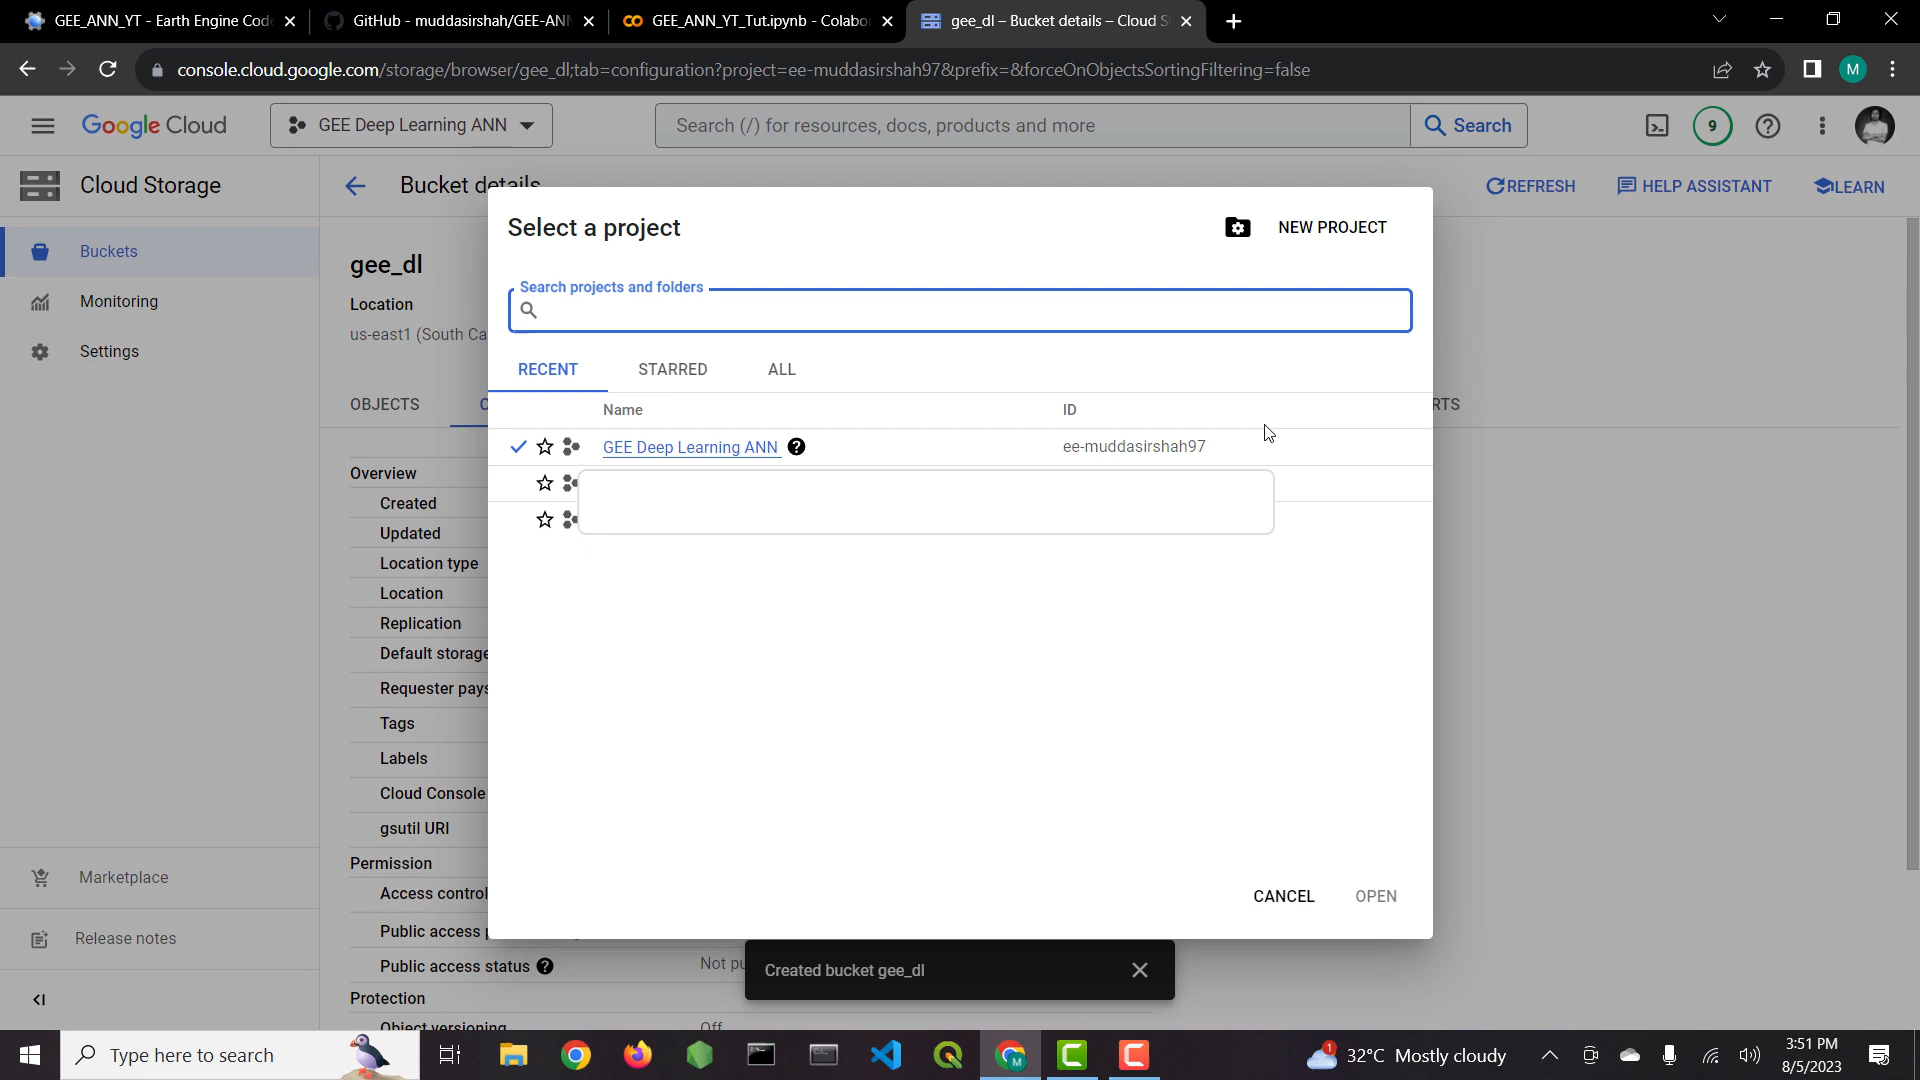 GEE_ANN_YT - Earth Engine Code
GitHub - muddasirshah/GEE-ANN
GEE_ANN_YT_Tut.ipynb - Colabo
gee_dl – Bucket details – Cloud S
console.cloud.google.com/storage/browser/gee_dl;tab=configuration?project=ee-muddasirshah97&prefix=&forceOnObjectsSortingFiltering=false
M
Google Cloud
GEE Deep Learning ANN
Search (/) for resources, docs, products and more
Search
9
Cloud Storage
Bucket details
REFRESH
HELP ASSISTANT
LEARN
Buckets
Monitoring
Settings
Marketplace
Release notes
gee_dl
Location
us-east1 (South Ca
OBJECTS
C
RTS
Overview
Created
Updated
Location type
Location
Replication
Default storage
Requester pays
Tags
Labels
Cloud Console
gsutil URI
Permission
Access control
Public access p
Public access status
Not pu
Protection
Object versioning
Off
Select a project
NEW PROJECT
Search projects and folders
RECENT
STARRED
ALL
Name
ID
GEE Deep Learning ANN
ee-muddasirshah97
CANCEL
OPEN
Created bucket gee_dl
Type here to search
M
1
32°C Mostly cloudy
3:51 PM
8/5/2023